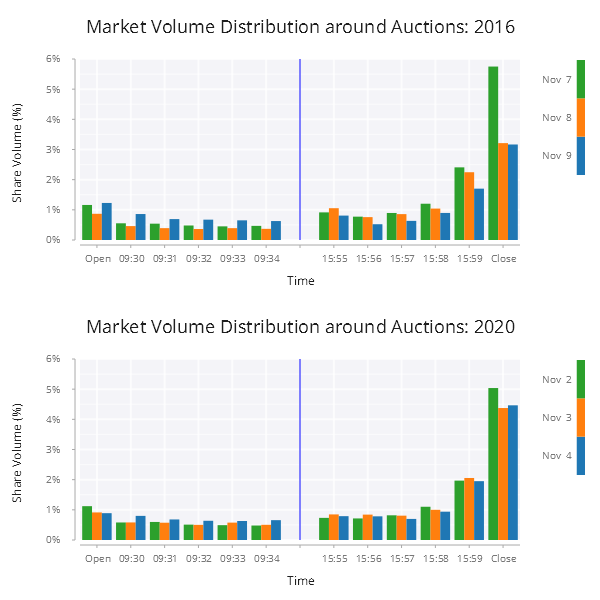 Market Volume Distribution around Auctions: 2016
6%
5%
4%
3%
2%
1%
0%
Share Volume (%)
Open 09:30 09:31 09:32 09:33 09:34 15:55 15:56 15:57 15:58 15:59 Close
Time
Nov 7
Nov 8
Nov 9
Market Volume Distribution around Auctions: 2020
6%
5%
4%
3%
2%
1%
0%
Share Volume (%)
Open 09:30 09:31 09:32 09:33 09:34 15:55 15:56 15:57 15:58 15:59 Close
Time
Nov 2
Nov 3
Nov 4